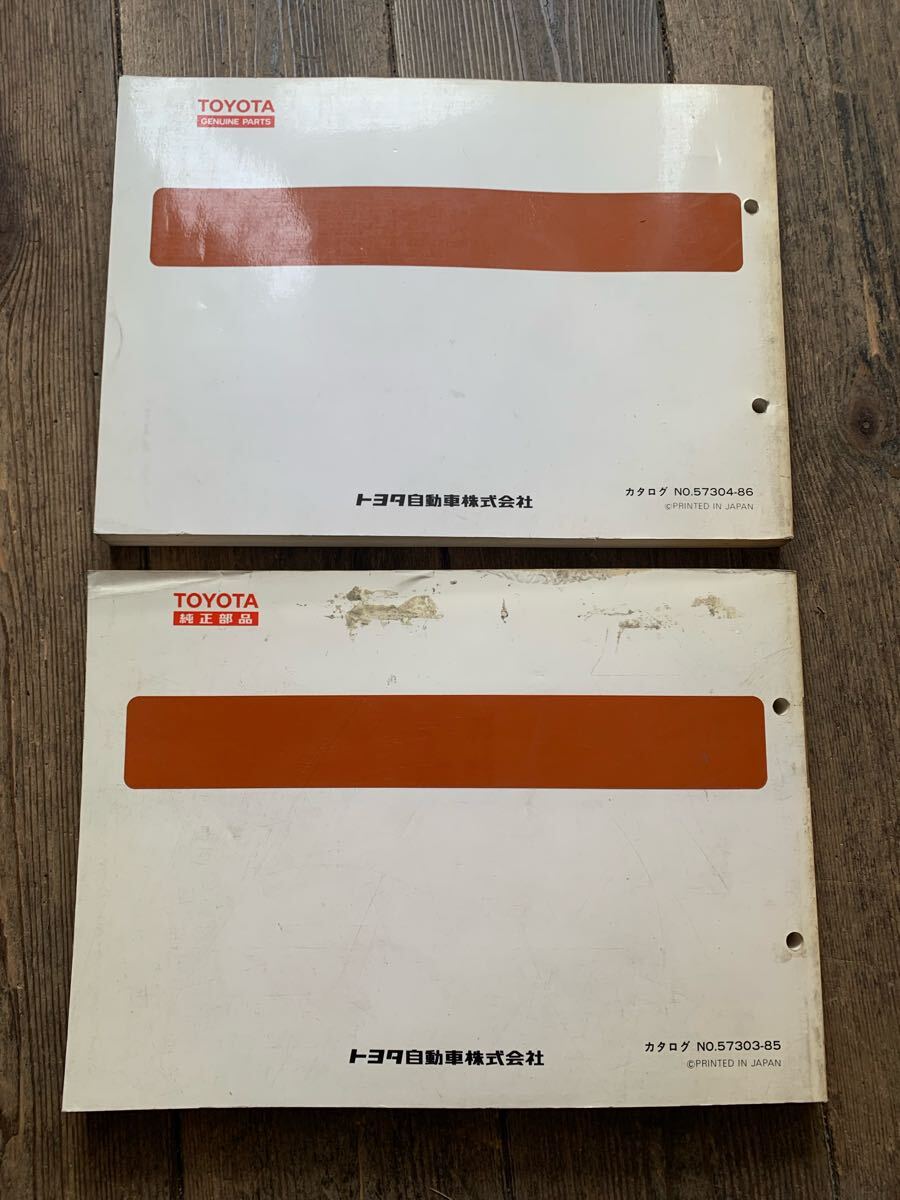 TOYOTA
GENUINE PARTS
トヨタ自動車株式会社
カタログ NO.57304-86
©PRINTED IN JAPAN
TOYOTA
純正部品
トヨタ自動車株式会社
カタログ NO.57303-85
©PRINTED IN JAPAN